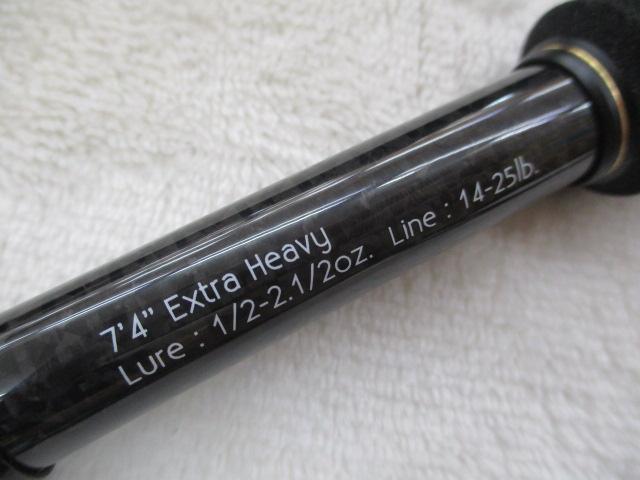 7'4" Extra Heavy
Lure : 1/2-2.1/2oz. Line : 14-25lb.